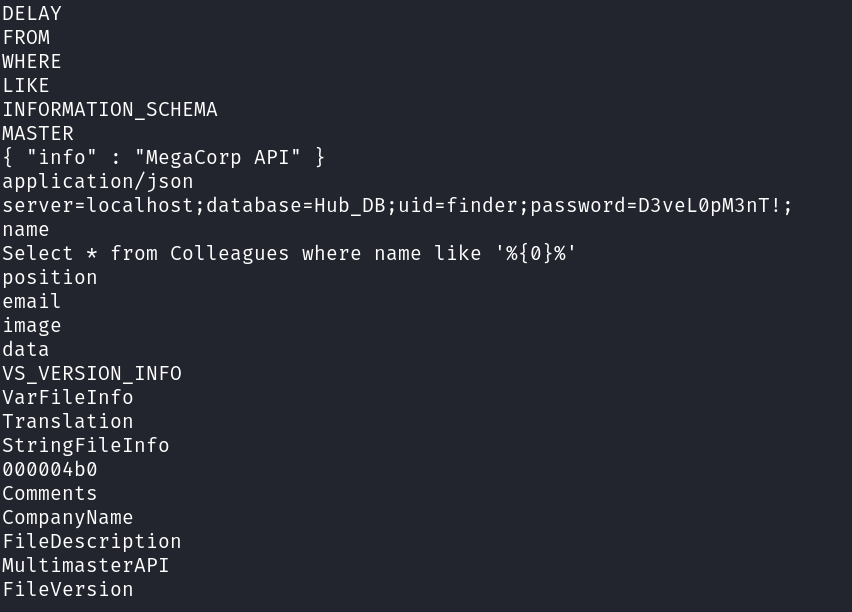 DELAY
FROM
WHERE
LIKE
INFORMATION_SCHEMA
MASTER
{ "info" : "MegaCorp API" }
application/json
server=localhost;database=Hub_DB;uid=finder;password=D3veL0pM3nT!;
name
Select * from Colleagues where name like '%{0}%'
position
email
image
data
VS_VERSION_INFO
VarFileInfo
Translation
StringFileInfo
000004b0
Comments
CompanyName
FileDescription
MultimasterAPI
FileVersion